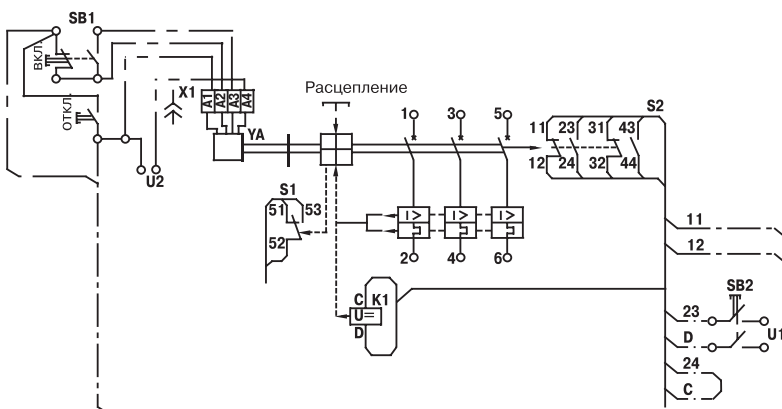 SB1
ВКЛ.
ОТКЛ.
X1
A1 A2 A3 A4
YA
U2
Расцепление
1 3 5
S2
11 23 31 43
12 24 32 44
S1
51 53
52
I> I> I>
2 4 6
C
U= K1
D
11
12
SB2
23
D
U1
24
C